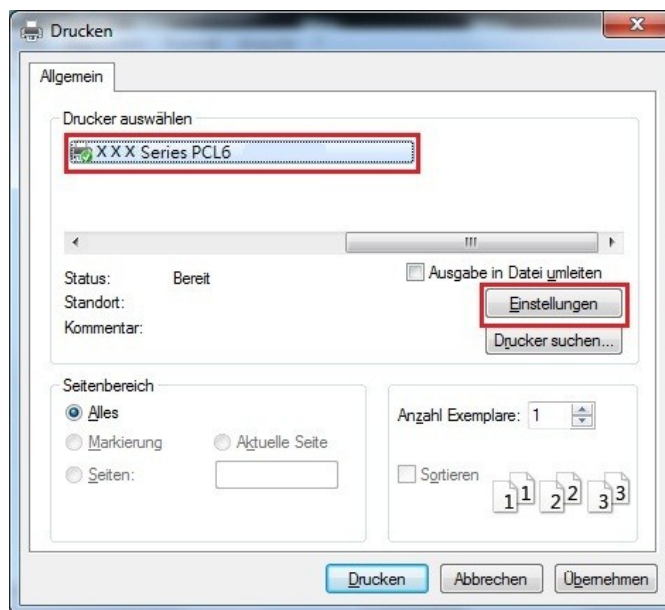 Drucken
X
Allgemein
Drucker auswählen
X X X Series PCL6
Status: Bereit
Ausgabe in Datei umleiten
Standort:
Einstellungen
Kommentar:
Drucker suchen...
Seitenbereich
Alles
Anzahl Exemplare: 1
Markierung Aktuelle Seite
Seiten:
Sortieren
1 1 2 2 3 3
Drucken Abbrechen Übernehmen